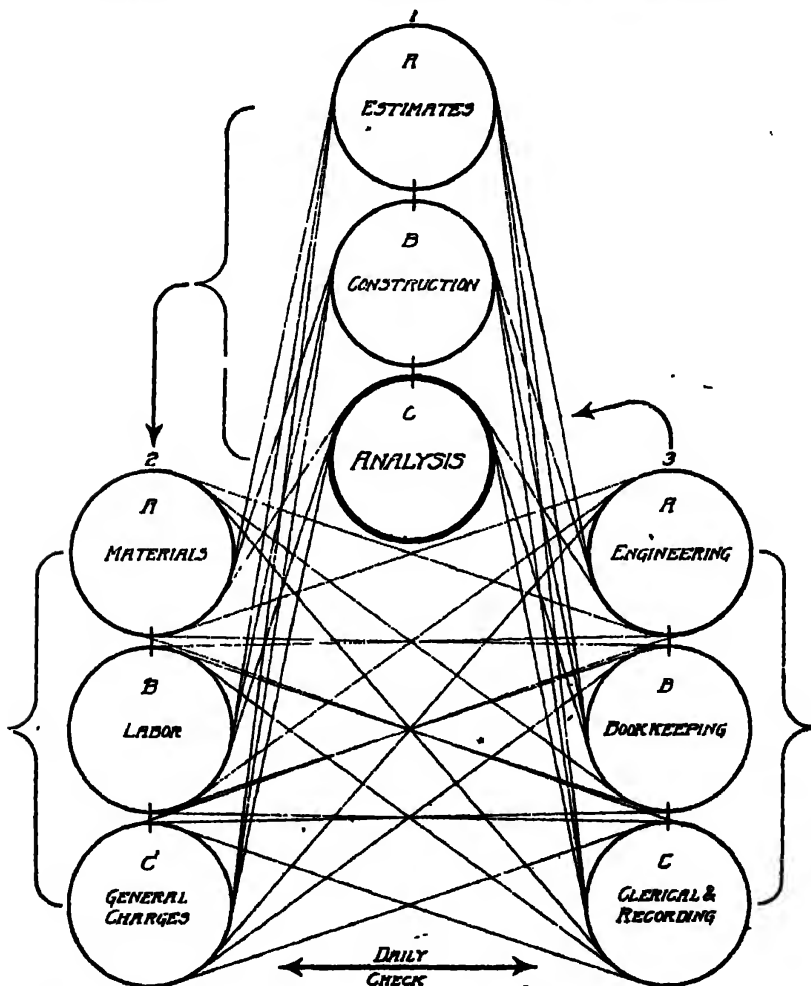 1
A
ESTIMATES
B
CONSTRUCTION
C
ANALYSIS
2
A
MATERIALS
B
LABOR
C
GENERAL
CHARGES
3
A
ENGINEERING
B
BOOKKEEPING
C
CLERICAL &
RECORDING
DAILY
CHECK